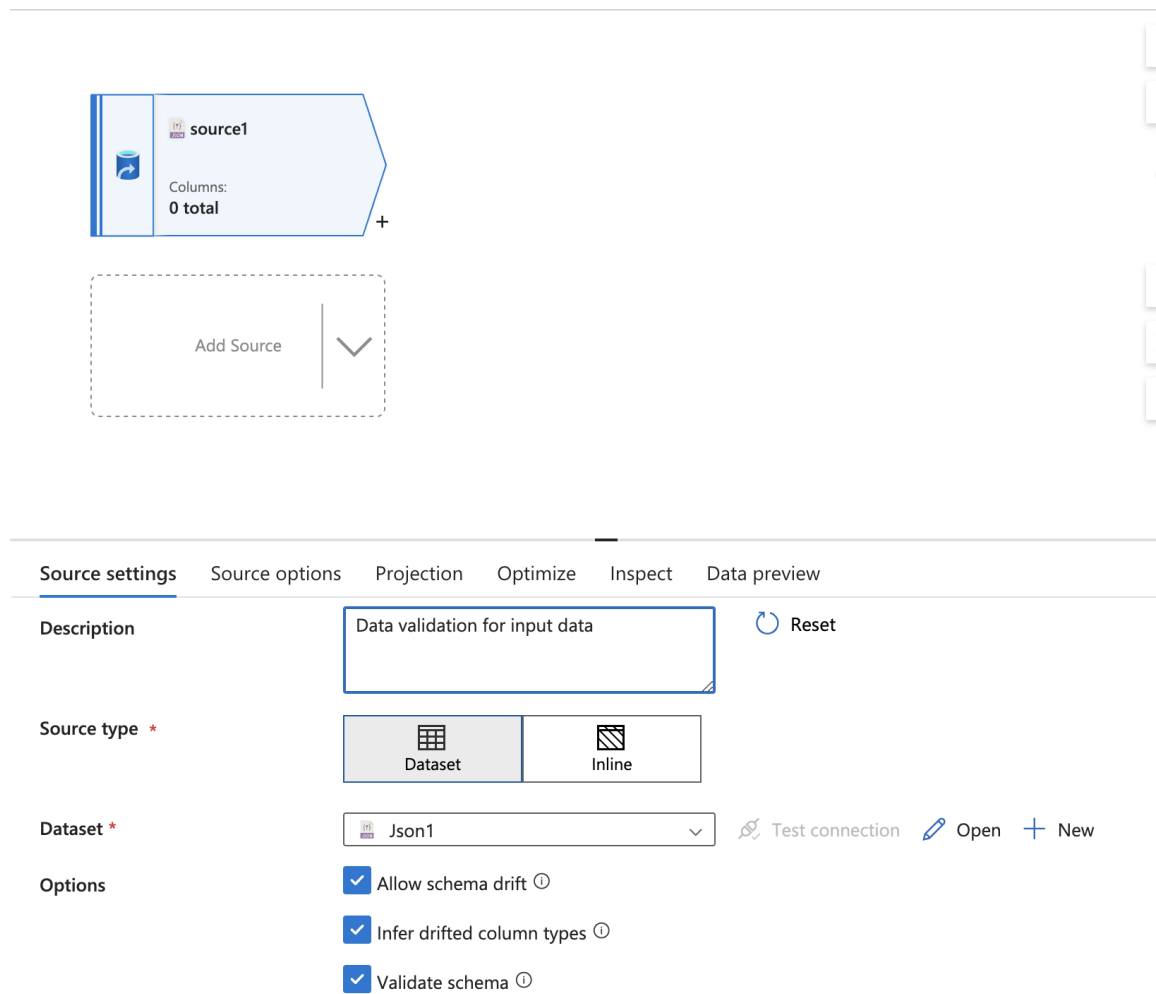 source1
Columns:
0 total
+
Add Source
Source settings Source options Projection Optimize Inspect Data preview
Description
Data validation for input data
Reset
Source type *
Dataset Inline
Dataset *
Json1
Test connection Open New
Options
Allow schema drift
Infer drifted column types
Validate schema